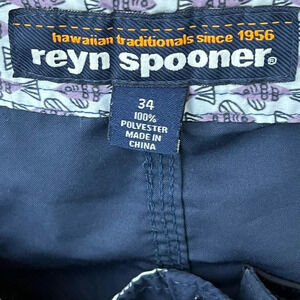 hawaiian traditionals since 1956
reyn spooner®
34
100%
POLYESTER
MADE IN
CHINA